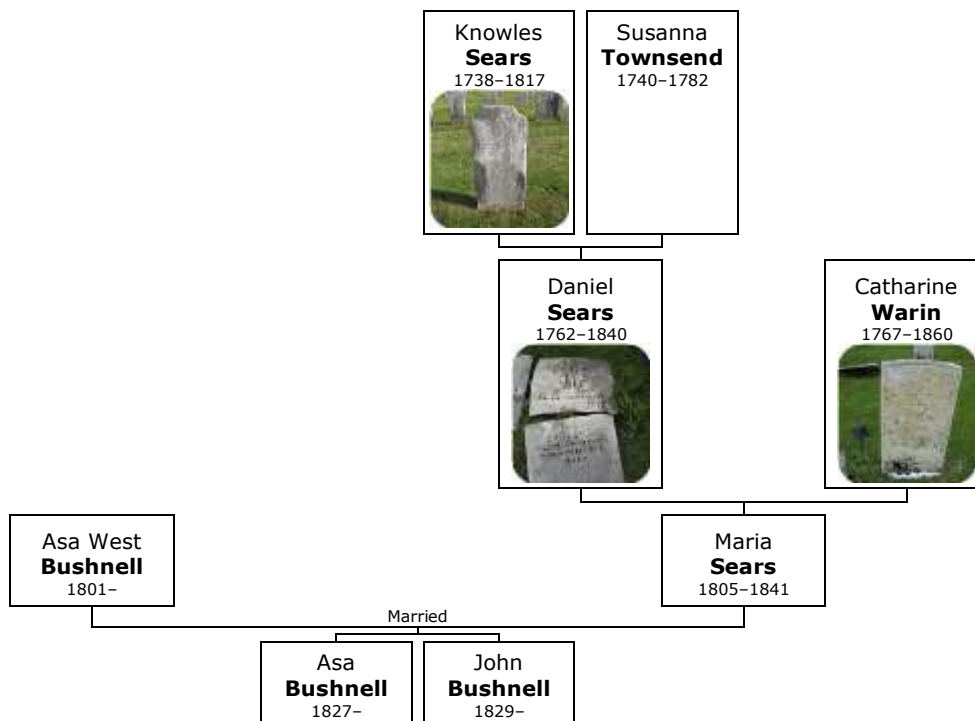 Knowles
Sears
1738–1817
Susanna
Townsend
1740–1782
Daniel
Sears
1762–1840
Catharine
Warin
1767–1860
Asa West
Bushnell
1801–
Maria
Sears
1805–1841
Married
Asa
Bushnell
1827–
John
Bushnell
1829–